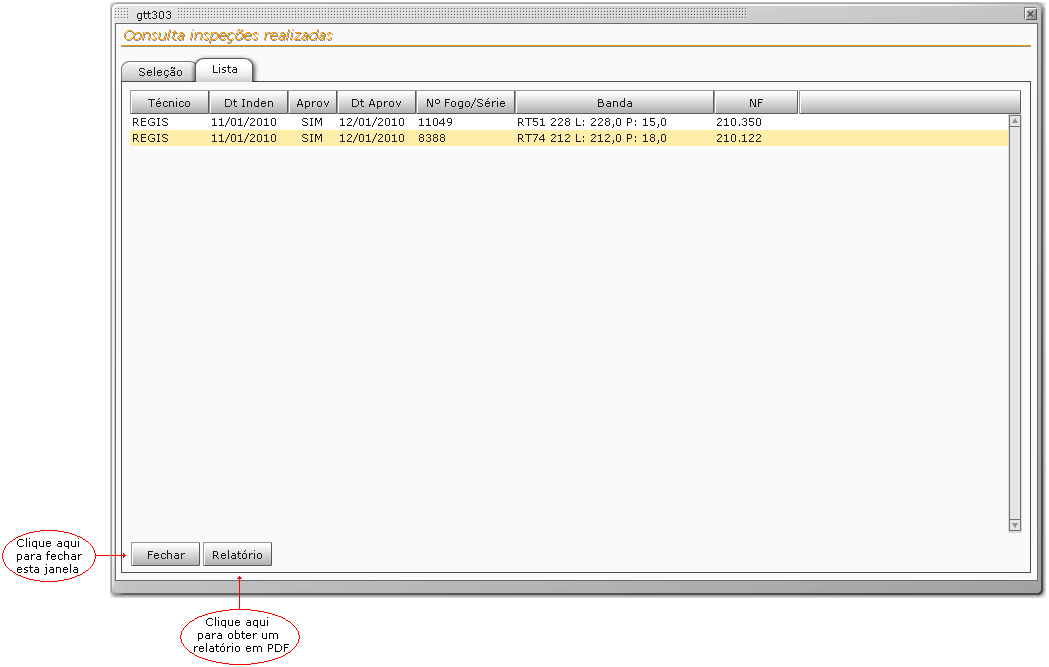 gtt303
Consulta inspeções realizadas
Seleção Lista
Técnico Dt Inden Aprov Dt Aprov Nº Fogo/Série Banda NF
REGIS 11/01/2010 SIM 12/01/2010 11049 RT51 228 L: 228,0 P: 15,0 210.350
REGIS 11/01/2010 SIM 12/01/2010 8388 RT74 212 L: 212,0 P: 18,0 210.122
Clique aqui
para fechar
esta janela
Fechar Relatório
Clique aqui
para obter um
relatório em PDF